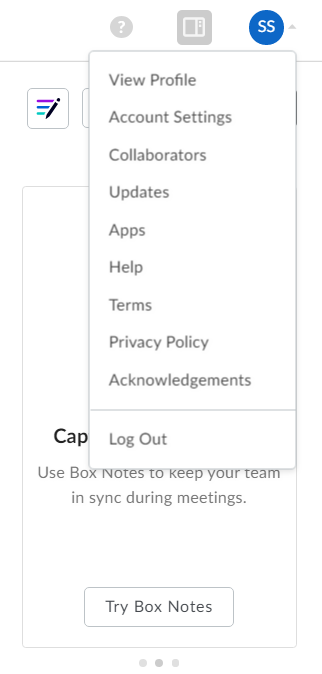 ?
SS
View Profile
Account Settings
Collaborators
Updates
Apps
Help
Terms
Privacy Policy
Acknowledgements
Log Out
Cap
Use Box Notes to keep your team
in sync during meetings.
Try Box Notes